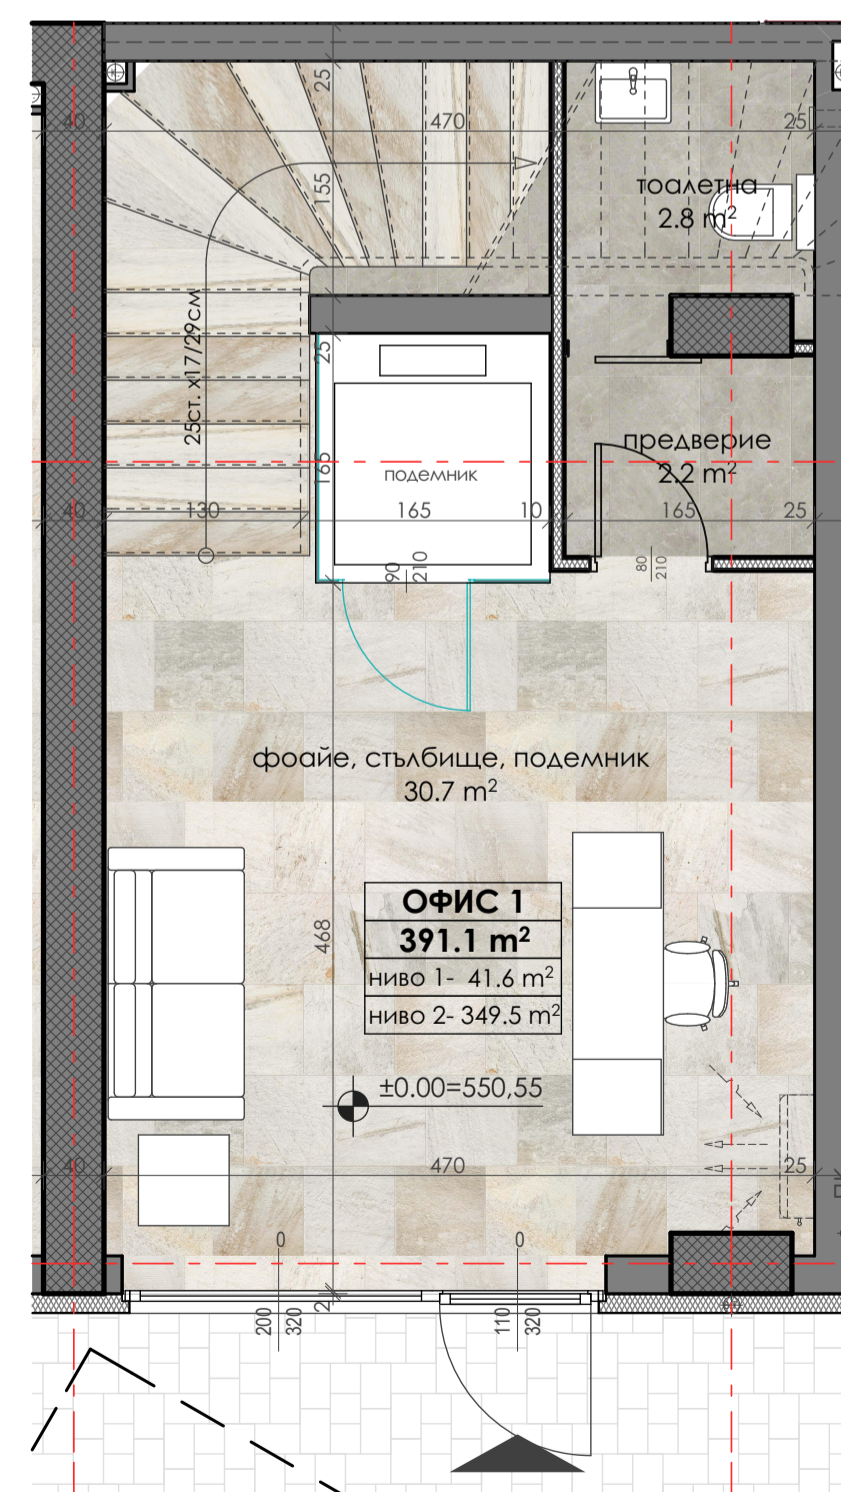 25
40
470
25
155
тоалетна
2.8 m²
25ст. x17/29см
25
165
подемник
предверие
2.2 m²
40
130
165
10
165
25
90
210
80
210
фоайе, стълбище, подемник
30.7 m²
468
ОФИС 1
391.1 m²
ниво 1- 41.6 m²
ниво 2- 349.5 m²
±0.00=550,55
40
470
25
0
0
200
320
2
110
320